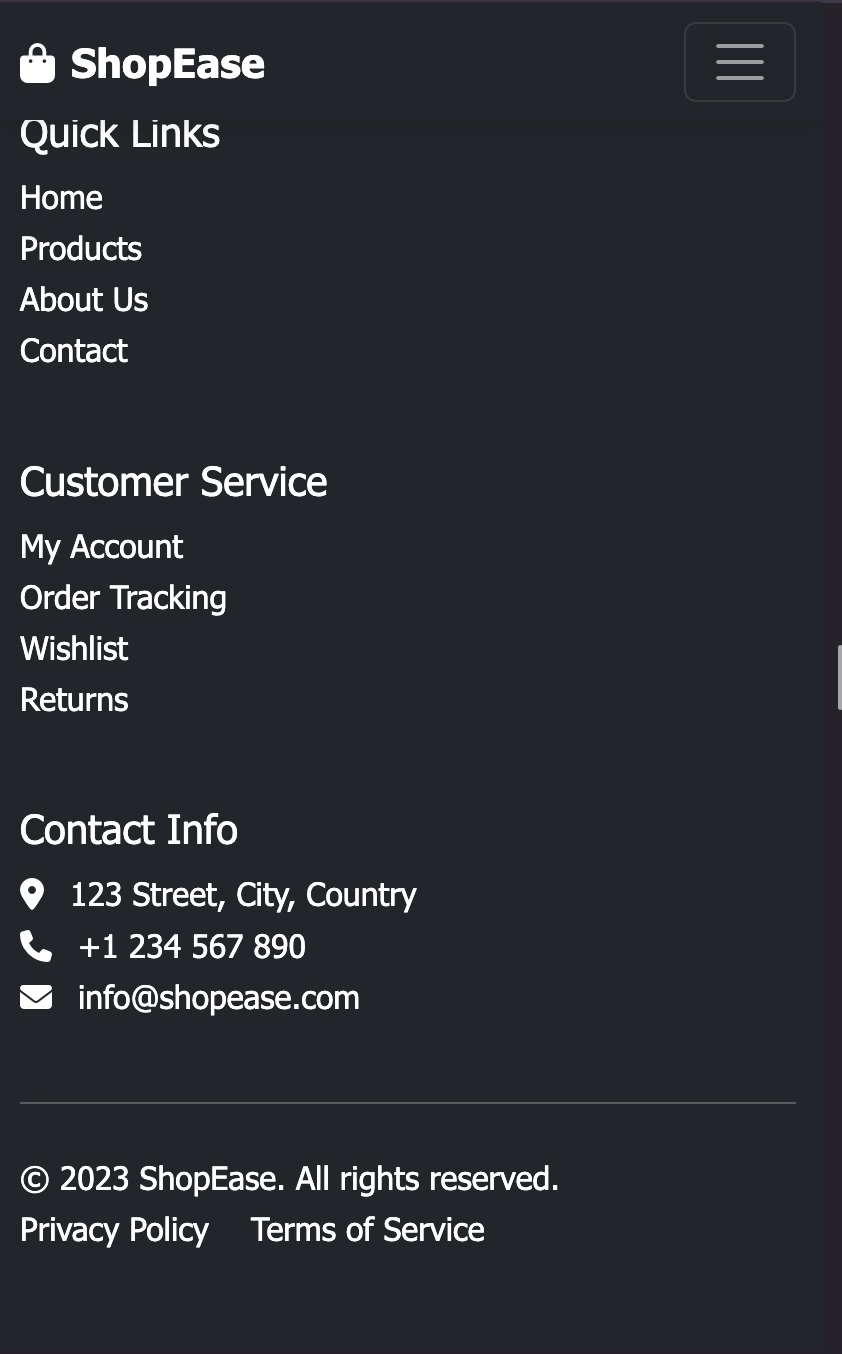 ShopEase
Quick Links
Home
Products
About Us
Contact
Customer Service
My Account
Order Tracking
Wishlist
Returns
Contact Info
123 Street, City, Country
+1 234 567 890
info@shopease.com
© 2023 ShopEase. All rights reserved.
Privacy Policy Terms of Service